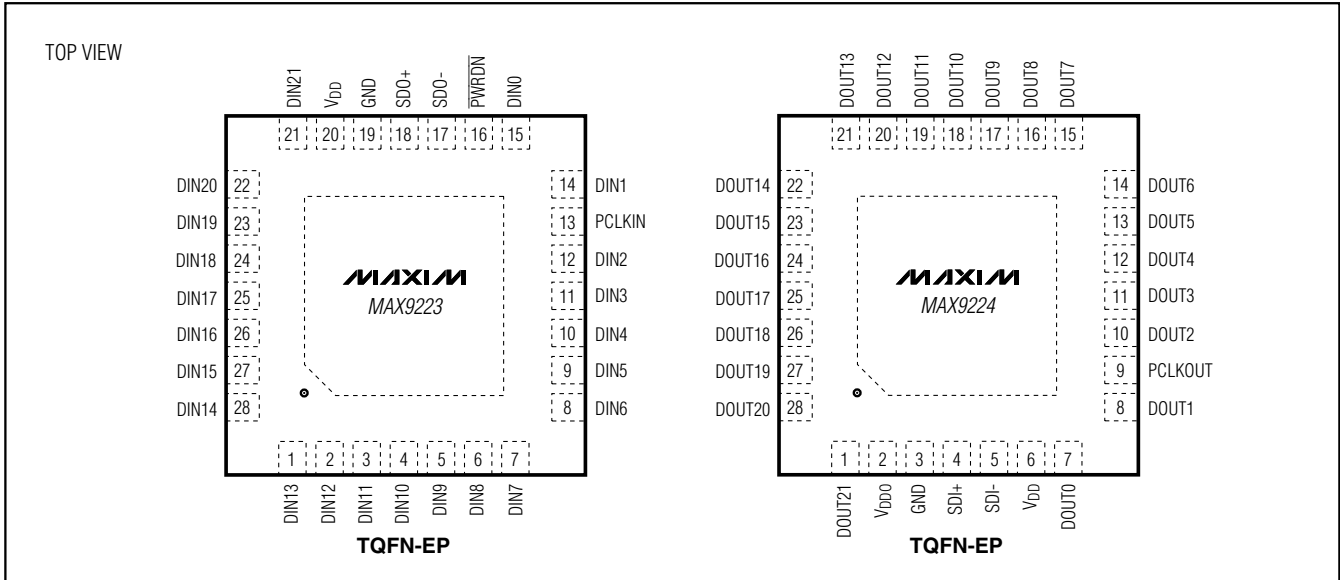 TOP VIEW
DIN21 VDD GND SDO+ SDO- PWRDN DIN0
21 20 19 18 17 16 15
DIN20 22 14 DIN1
DIN19 23 13 PCLKIN
DIN18 24 12 DIN2
DIN17 25 11 DIN3
DIN16 26 10 DIN4
DIN15 27 9 DIN5
DIN14 28 8 DIN6
MAXIM
MAX9223
1 2 3 4 5 6 7
DIN13 DIN12 DIN11 DIN10 DIN9 DIN8 DIN7
TQFN-EP
DOUT13 DOUT12 DOUT11 DOUT10 DOUT9 DOUT8 DOUT7
21 20 19 18 17 16 15
DOUT14 22 14 DOUT6
DOUT15 23 13 DOUT5
DOUT16 24 12 DOUT4
DOUT17 25 11 DOUT3
DOUT18 26 10 DOUT2
DOUT19 27 9 PCLKOUT
DOUT20 28 8 DOUT1
MAXIM
MAX9224
1 2 3 4 5 6 7
DOUT21 VDDO GND SDI+ SDI- VDD DOUT0
TQFN-EP